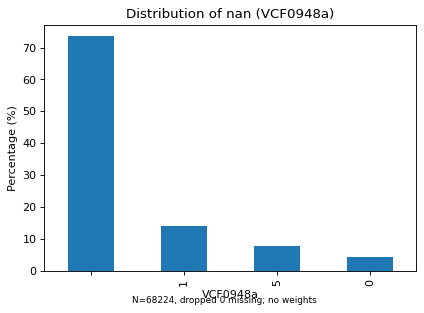 Distribution of nan (VCF0948a)
Percentage (%)
70
60
50
40
30
20
10
0
1
5
0
VCF0948a
N=68224, dropped 0 missing; no weights